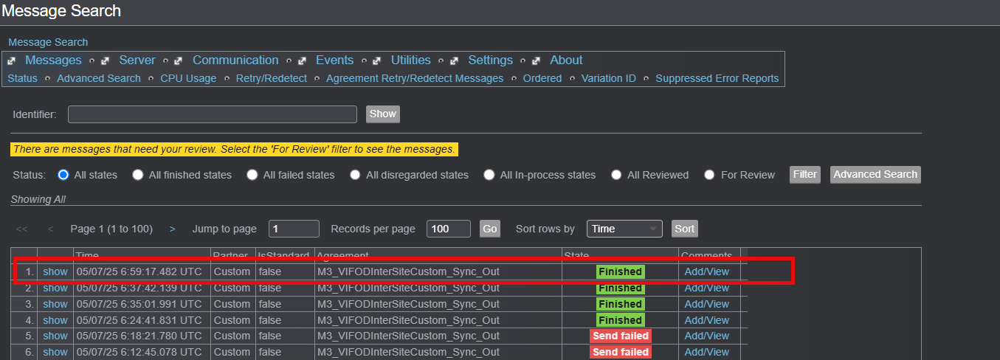 Message Search
Message Search
Messages Server Communication Events Utilities Settings About
Status Advanced Search CPU Usage Retry/Redetect Agreement Retry/Redetect Messages Ordered Variation ID Suppressed Error Reports
Identifier: Show
There are messages that need your review. Select the 'For Review' filter to see the messages.
Status: All states All finished states All failed states All disregarded states All In-process states All Reviewed For Review Filter Advanced Search
Showing All
<< < Page 1 (1 to 100) > Jump to page 1 Records per page 100 Go Sort rows by Time Sort
Time Partner IsStandard Agreement State Comments
1. show 05/07/25 6:59:17.482 UTC Custom false M3_VIFODInterSiteCustom_Sync_Out Finished Add/View
2. show 05/07/25 6:37:42.139 UTC Custom false M3_VIFODInterSiteCustom_Sync_Out Finished Add/View
3. show 05/07/25 6:35:01.991 UTC Custom false M3_VIFODInterSiteCustom_Sync_Out Finished Add/View
4. show 05/07/25 6:24:41.831 UTC Custom false M3_VIFODInterSiteCustom_Sync_Out Finished Add/View
5. show 05/07/25 6:18:21.780 UTC Custom false M3_VIFODInterSiteCustom_Sync_Out Send failed Add/View
6. show 05/07/25 6:12:45.078 UTC Custom false M3_VIFODInterSiteCustom_Sync_Out Send failed Add/View